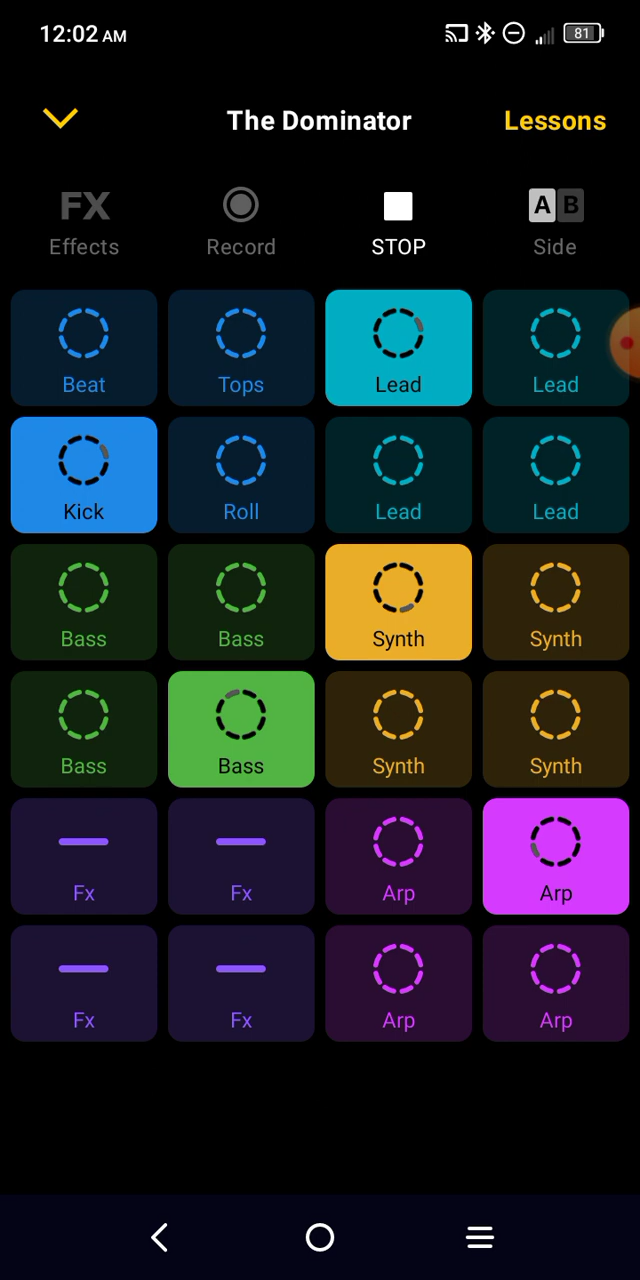 12:02 AM 81
The Dominator Lessons
FX A B
Effects Record STOP Side
Beat Tops Lead Lead
Kick Roll Lead Lead
Bass Bass Synth Synth
Bass Bass Synth Synth
Fx Fx Arp Arp
Fx Fx Arp Arp